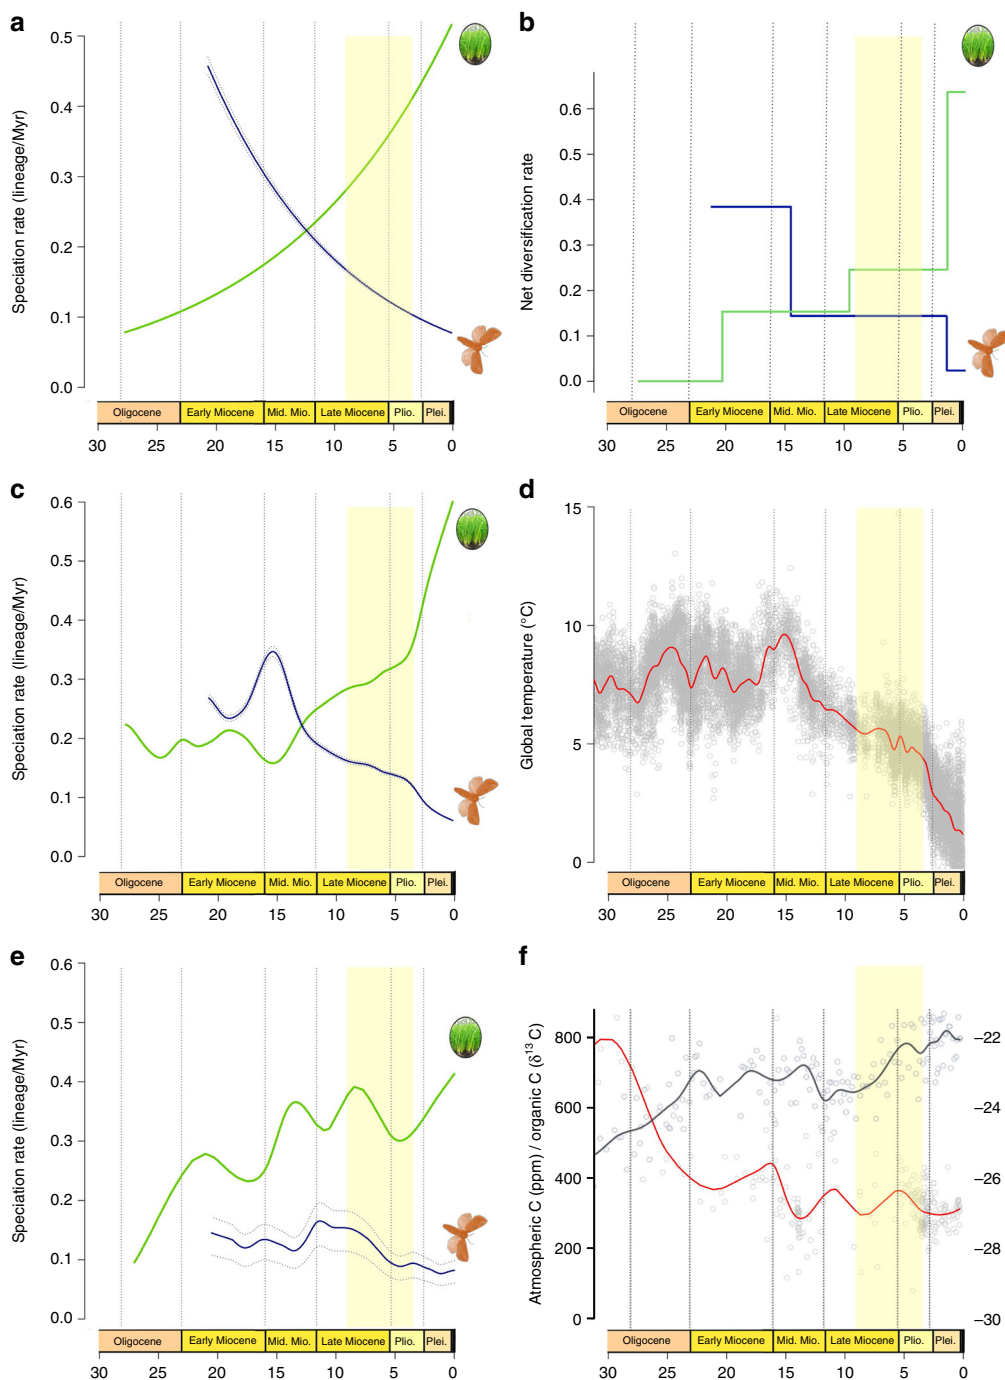 a
0.5
0.4
0.3
0.2
0.1
0.0
Speciation rate (lineage/Myr)
Oligocene Early Miocene Mid. Mio. Late Miocene Plio. Plei.
30 25 20 15 10 5 0
b
0.6
0.5
0.4
0.3
0.2
0.1
0.0
Net diversification rate
Oligocene Early Miocene Mid. Mio. Late Miocene Plio. Plei.
30 25 20 15 10 5 0
c
0.6
0.5
0.4
0.3
0.2
0.1
0.0
Speciation rate (lineage/Myr)
Oligocene Early Miocene Mid. Mio. Late Miocene Plio. Plei.
30 25 20 15 10 5 0
d
15
10
5
0
Global temperature (°C)
Oligocene Early Miocene Mid. Mio. Late Miocene Plio. Plei.
30 25 20 15 10 5 0
e
0.6
0.5
0.4
0.3
0.2
0.1
0.0
Speciation rate (lineage/Myr)
Oligocene Early Miocene Mid. Mio. Late Miocene Plio. Plei.
30 25 20 15 10 5 0
f
800
600
400
200
0
Atmospheric C (ppm) / organic C (δ¹³ C)
−22
−24
−26
−28
−30
Oligocene Early Miocene Mid. Mio. Late Miocene Plio. Plei.
30 25 20 15 10 5 0